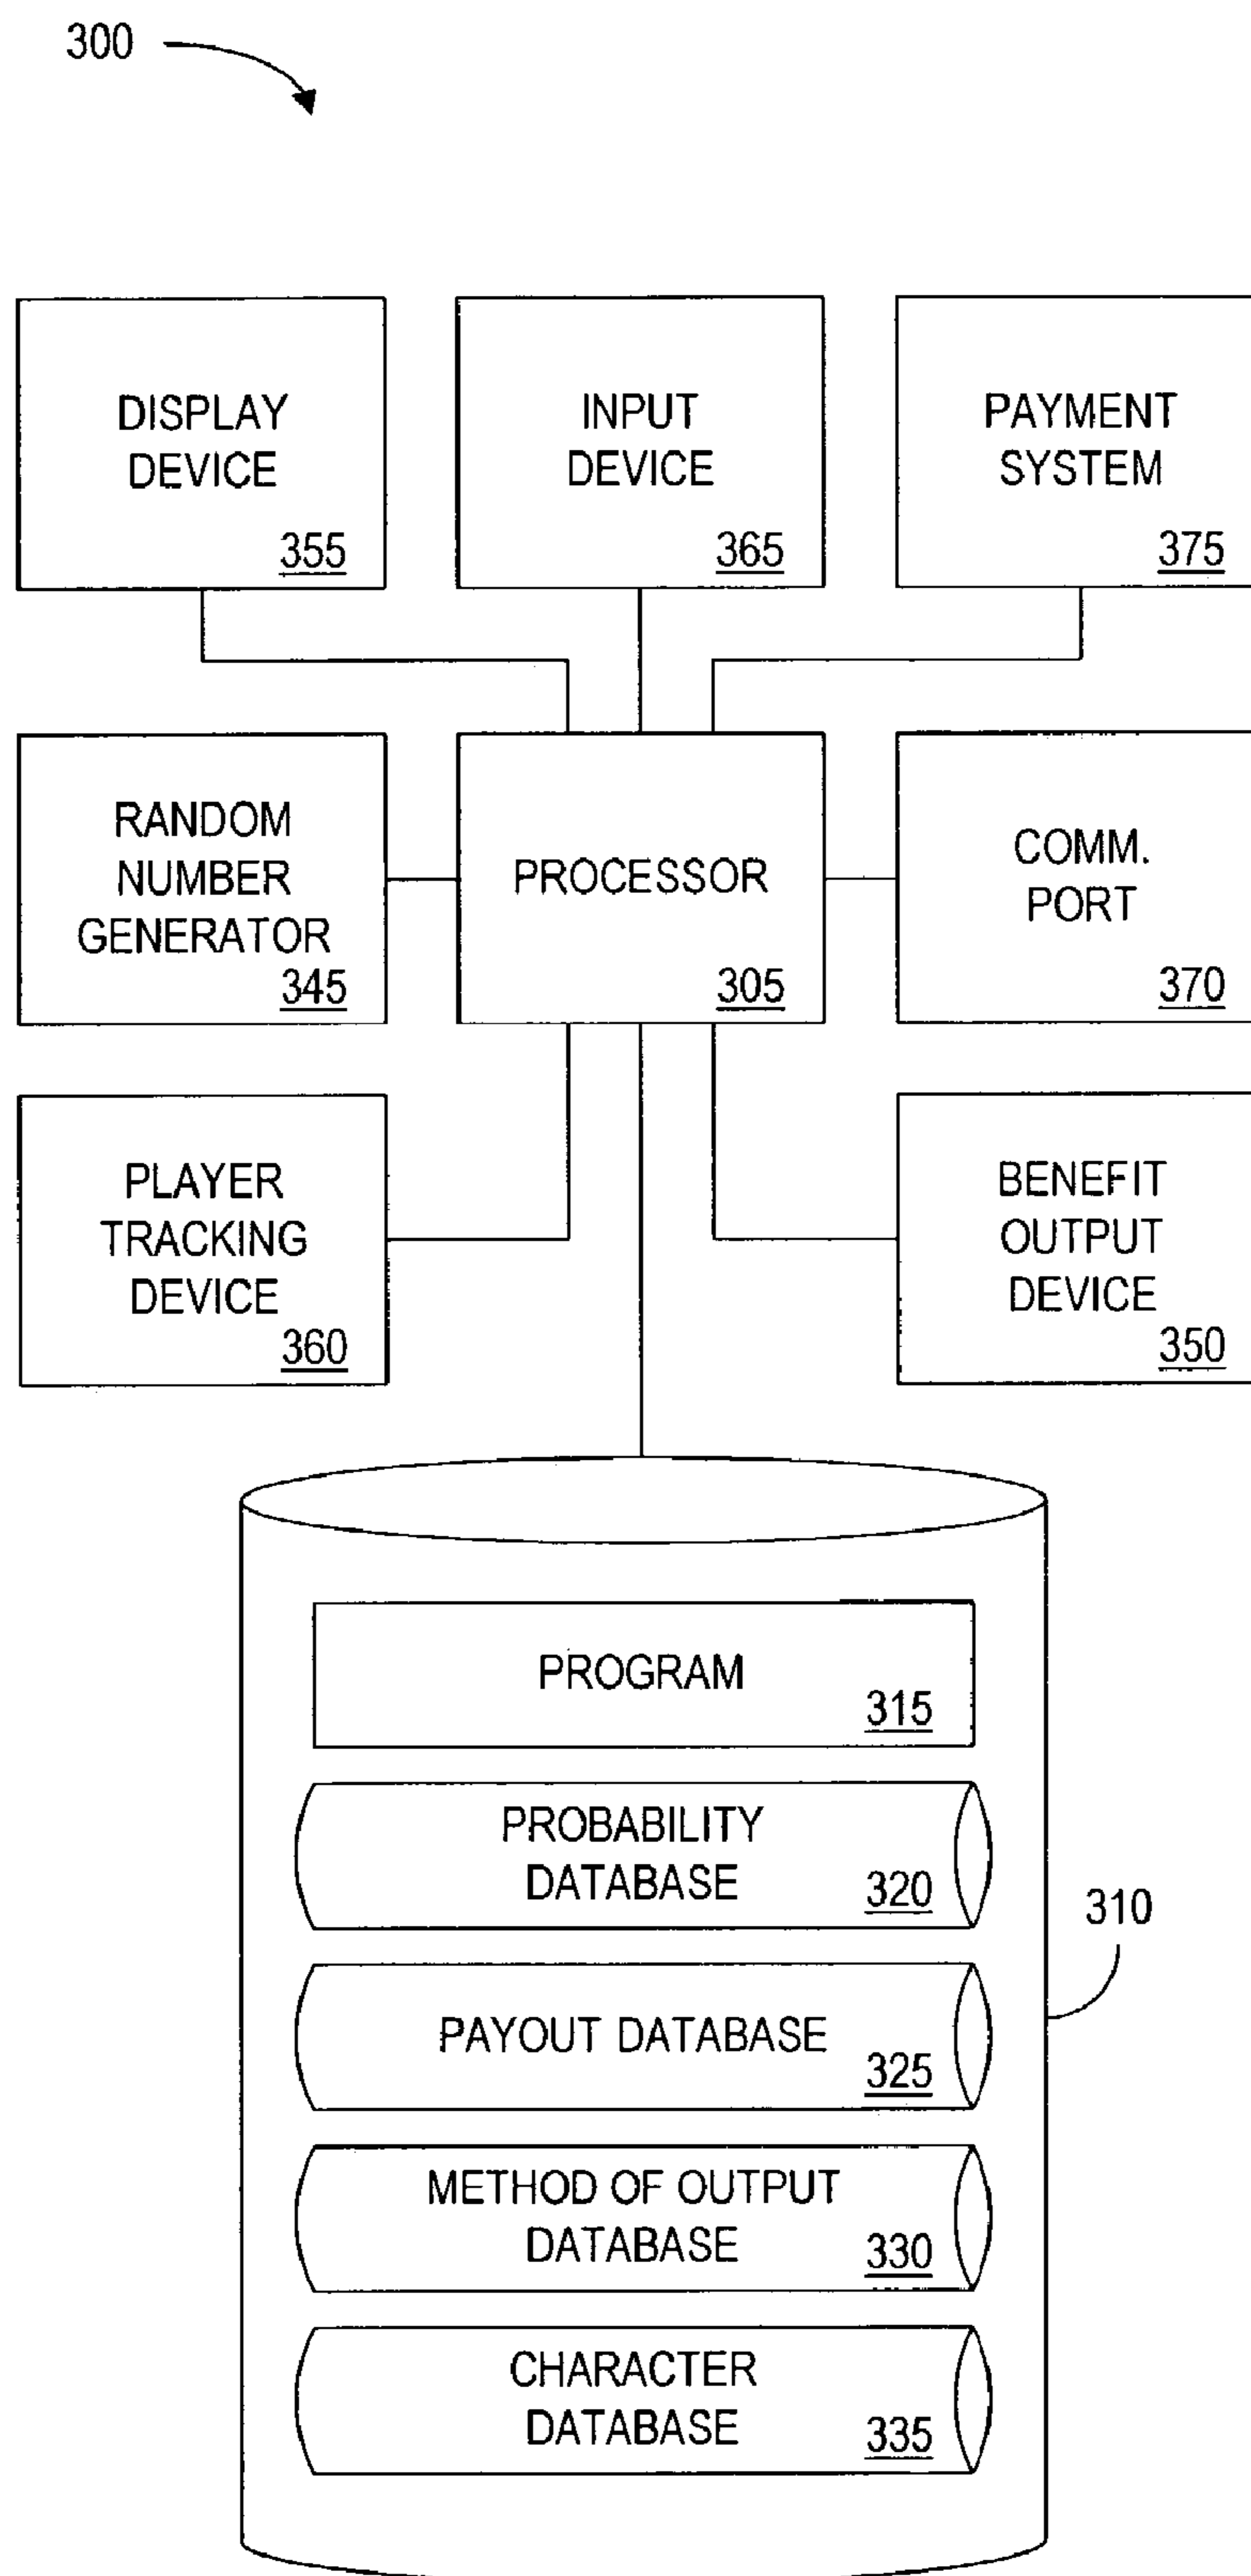 300
DISPLAY
DEVICE
355
INPUT
DEVICE
365
PAYMENT
SYSTEM
375
RANDOM
NUMBER
GENERATOR
345
PROCESSOR
305
COMM.
PORT
370
PLAYER
TRACKING
DEVICE
360
BENEFIT
OUTPUT
DEVICE
350
PROGRAM
315
PROBABILITY
DATABASE
320
310
PAYOUT DATABASE
325
METHOD OF OUTPUT
DATABASE
330
CHARACTER
DATABASE
335